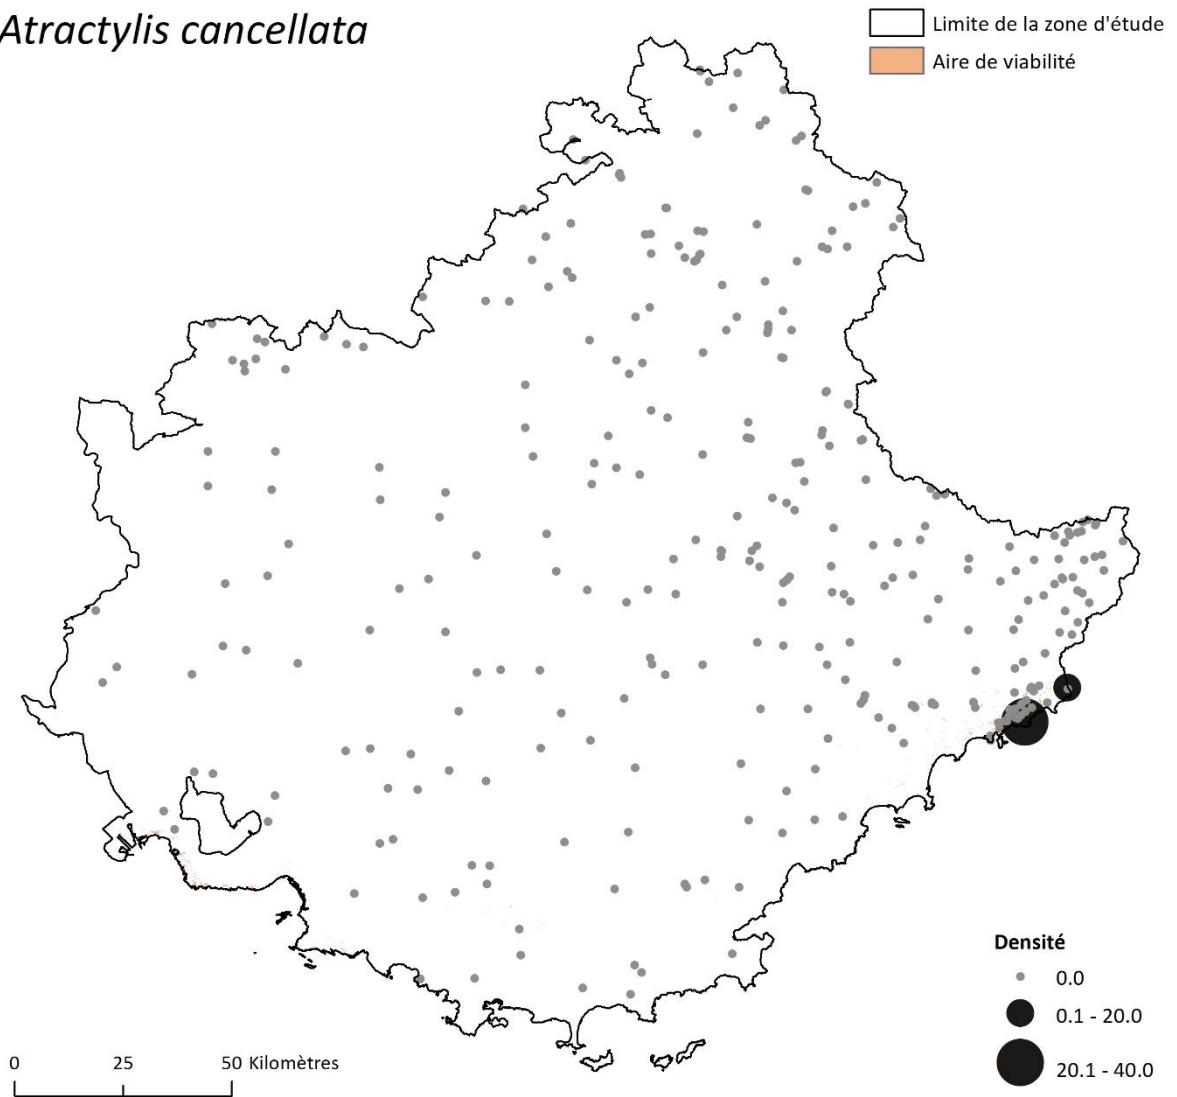 Atractylis cancellata
Limite de la zone d'étude
Aire de viabilité
Densité
0.0
0.1 - 20.0
20.1 - 40.0
0 25 50 Kilomètres